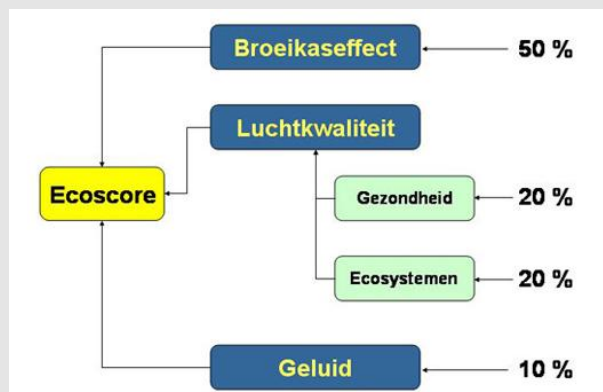 Broeikaseffect 50 %
Luchtkwaliteit
Ecoscore
Gezondheid 20 %
Ecosystemen 20 %
Geluid 10 %